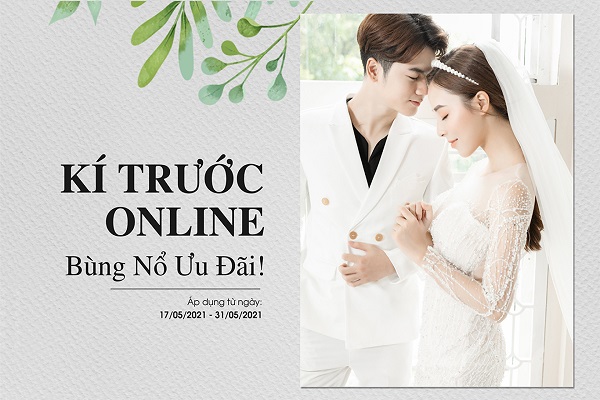 KÍ TRƯỚC
ONLINE
Bùng Nổ Ưu Đãi!
Áp dụng từ ngày:
17/05/2021 - 31/05/2021